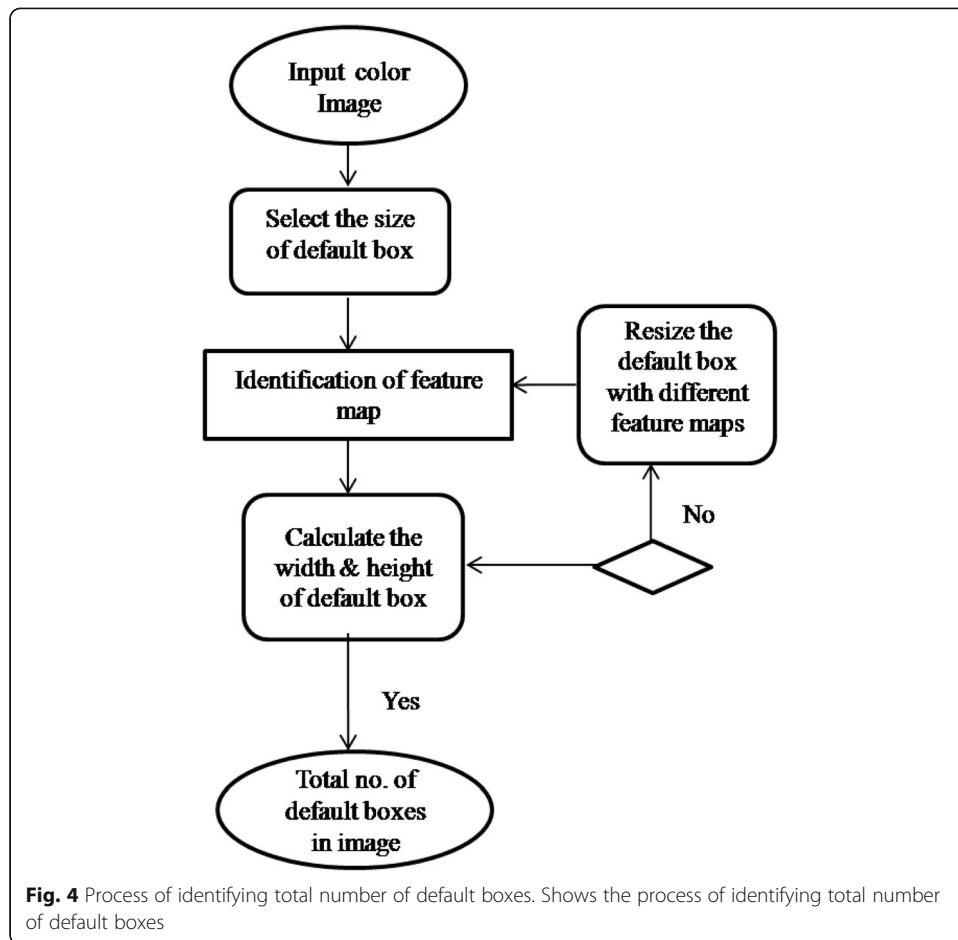 Input color
Image
Select the size
of default box
Identification of feature
map
Resize the
default box
with different
feature maps
No
Calculate the
width & height
of default box
Yes
Total no. of
default boxes
in image
Fig. 4 Process of identifying total number of default boxes. Shows the process of identifying total number
of default boxes